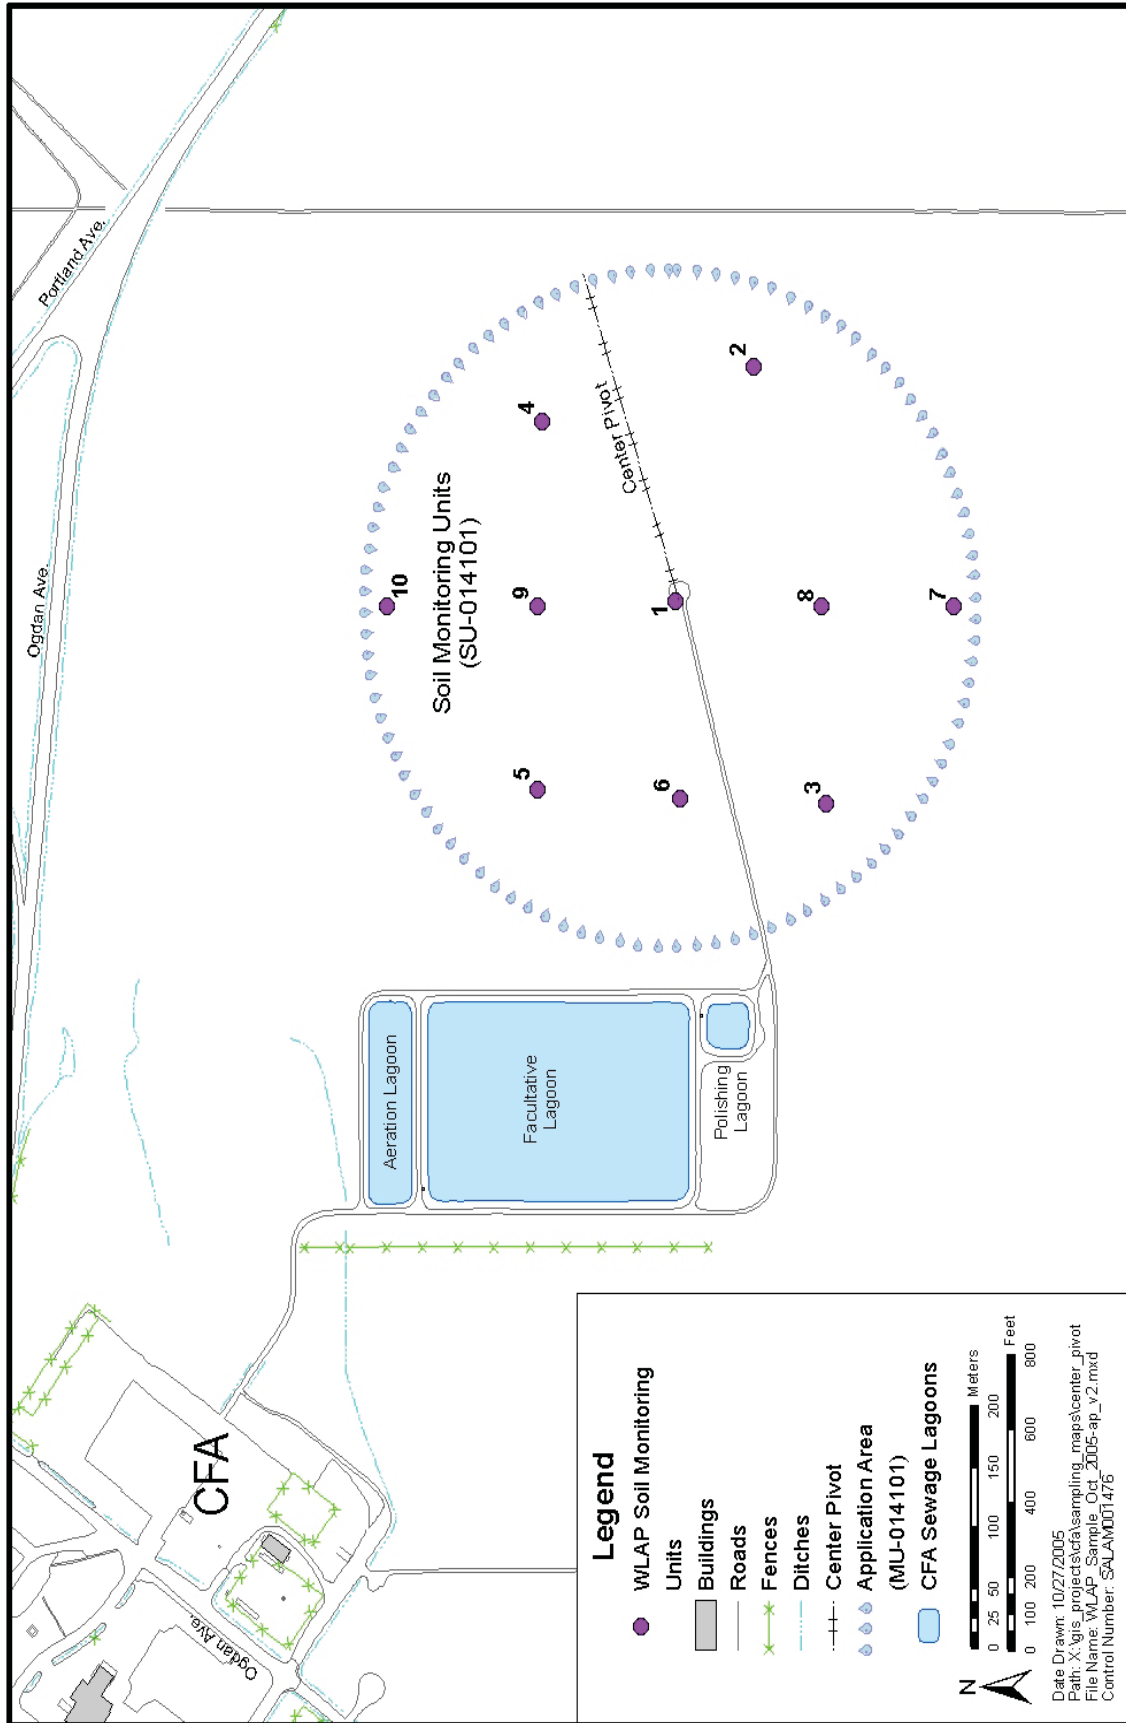 Portland Ave.
Ogdan Ave.
CFA
Ogdan Ave.
Aeration Lagoon
Facultative
Lagoon
Polishing
Lagoon
Soil Monitoring Units
(SU-014101)
Center Pivot
10
9
4
5
1
2
6
8
3
7
Legend
WLAP Soil Monitoring
Units
Buildings
Roads
Fences
Ditches
Center Pivot
Application Area
(MU-014101)
CFA Sewage Lagoons
N
0 25 50 100 150 200
Meters
Feet
0 100 200 400 600 800
Date Drawn: 10/27/2005
Path: X:\gis_projects\cfa\sampling_maps\center_pivot
File Name: WLAP_Sample_Oct_2005-ap_v2.mxd
Control Number: SALAM001476